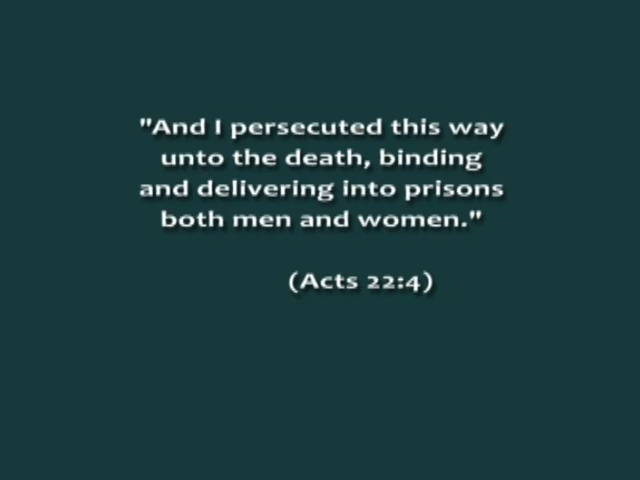 "And I persecuted this way
unto the death, binding
and delivering into prisons
both men and women."
(Acts 22:4)